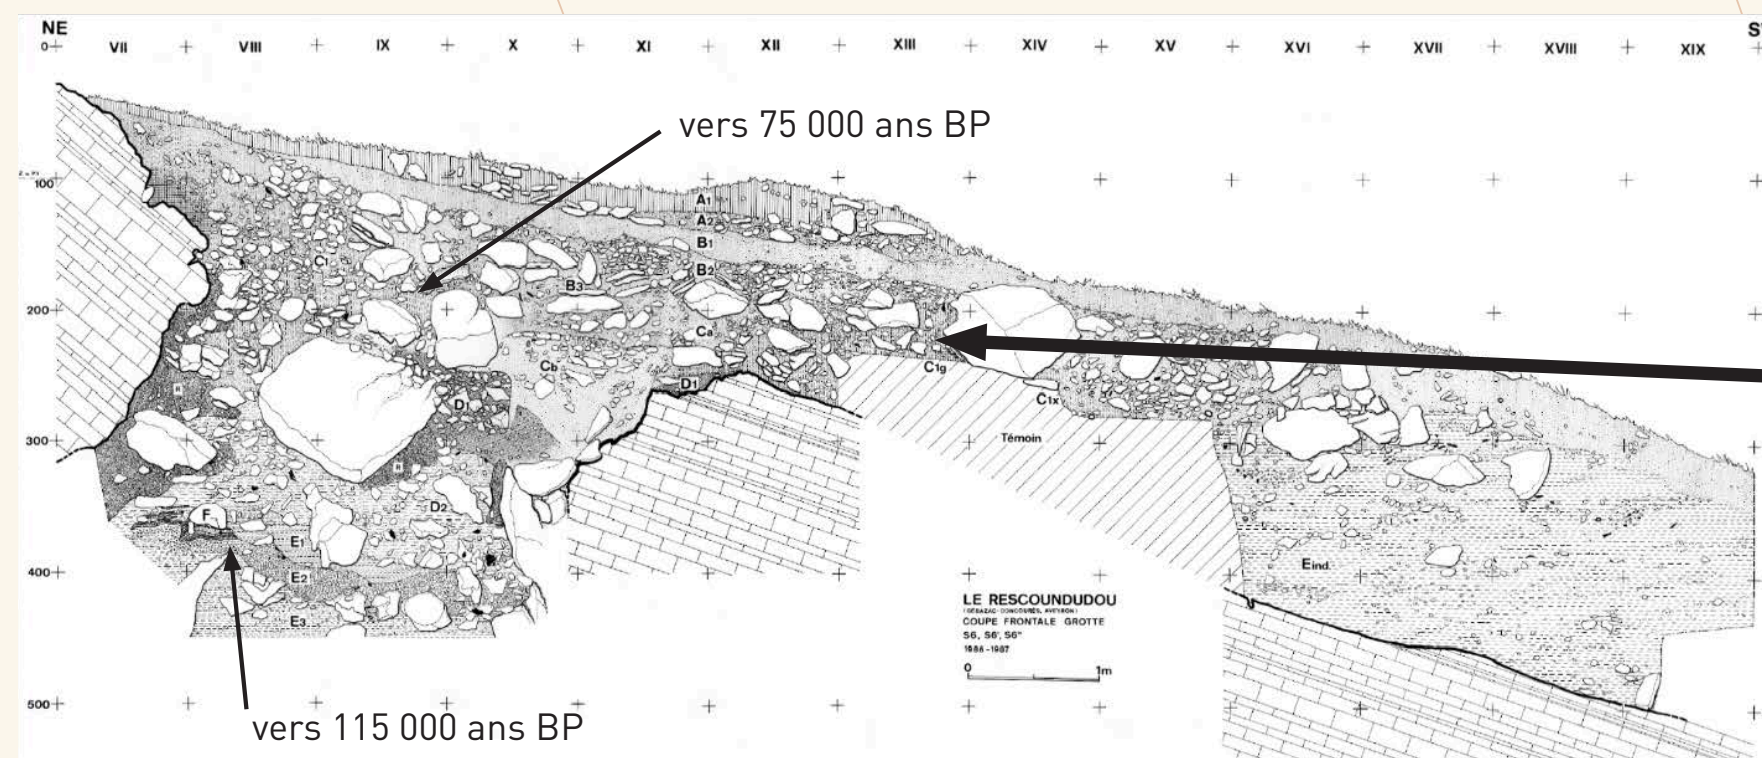 NE S
0 VII VIII IX X XI XII XIII XIV XV XVI XVII XVIII XIX
vers 75 000 ans BP
100
A1
A2
B1
C1
B2
B3
200
Ca
Cb
C1g
D1
R
D1
C1x
Témoin
300
R
D2
F
E1
Eind.
400
E2
E3
LE RESCOUNDUDOU
COUPE FRONTALE GROTTE
S6, S6', S6"
1986-1987
0 1m
500
vers 115 000 ans BP